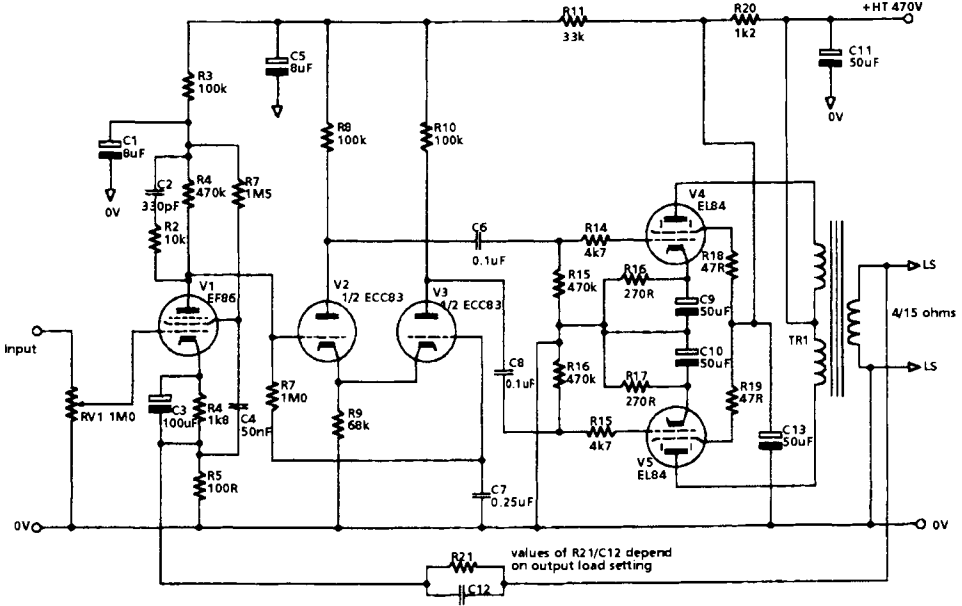 R11
33k
R20
1k2
+HT 470V
C5
8uF
C11
50uF
0V
R3
100k
C1
8uF
0V
R8
100k
R10
100k
C2
330pF
R4
470k
R7
1M5
R2
10k
V1
EF86
V2
1/2 ECC83
V3
1/2 ECC83
C6
0.1uF
R14
4k7
V4
EL84
R18
47R
R15
470k
R16
270R
C9
50uF
C10
50uF
TR1
LS
4/15 ohms
LS
Input
RV1 1M0
C3
100uF
R4
1k8
C4
50nF
R7
1M0
R9
68k
C8
0.1uF
R16
470k
R17
270R
R19
47R
R15
4k7
V5
EL84
C13
50uF
R5
100R
C7
0.25uF
0V
0V
values of R21/C12 depend
on output load setting
R21
C12